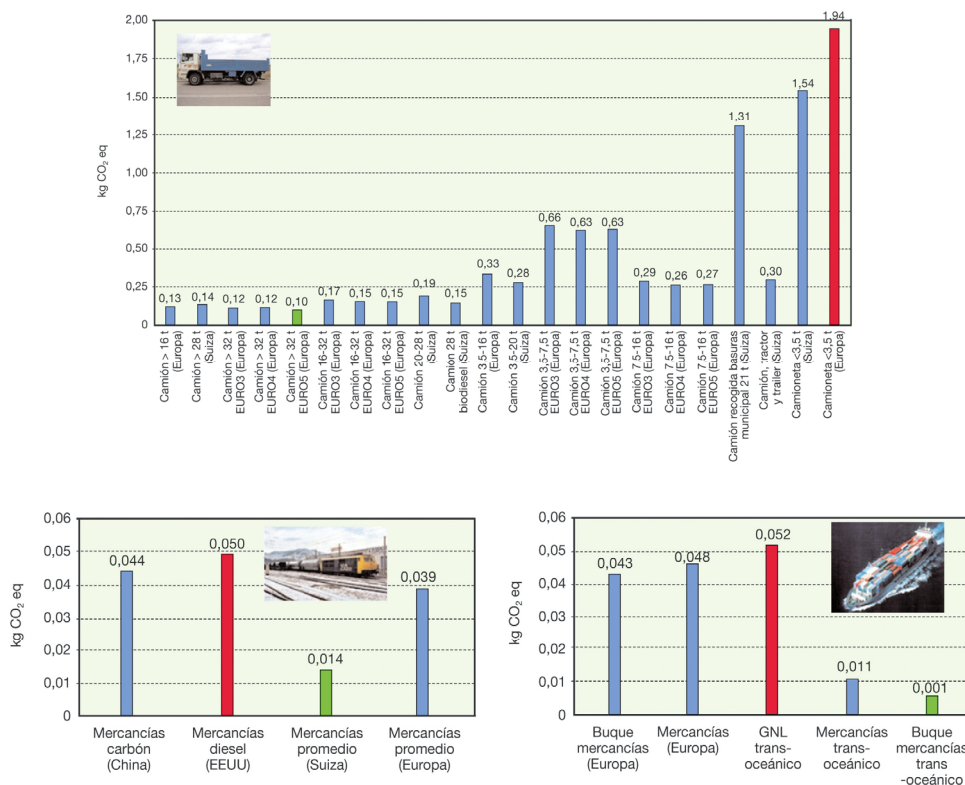 2,00
1,75
1.50
1,25
1,00
0,75
0,50
0,25
0
kg CO2 eq
0,13
0,14
0,12
0,12
0,10
0,17
0,15
0,15
0,19
0,15
0,33
0,28
0,66
0,63
0,63
0,29
0,26
0,27
1,31
0,30
1,54
1.94
Camión > 16 t
(Europa)
Camión > 28 t
(Suiza)
Camión > 32 t
EURO3 (Europa)
Camión > 32 t
EURO4 (Europa)
Camión > 32 t
EURO5 (Europa)
Camión 16-32 t
EURO3 (Europa)
Camión 16-32 t
EURO4 (Europa)
Camión 16-32 t
EURO5 (Europa)
Camión 20-28 t
(Suiza)
Camión 28 t
biodiesel (Suiza)
Camión 3.5-16 t
(Europa)
Camión 3.5-20 t
(Suiza)
Camión 3,5-7,5 t
EURO3 (Europa)
Camión 3,5-7,5 t
EURO4 (Europa)
Camión 3,5-7,5 t
EURO5 (Europa)
Camión 7.5-16 t
EURO3 (Europa)
Camión 7.5-16 t
EURO4 (Europa)
Camión 7.5-16 t
EURO5 (Europa)
Camión recogida basuras
municipal 21 t (Suiza)
Camión, tractor
y trailer (Suiza)
Camioneta <3,5 t
(Suiza)
Camioneta <3,5 t
(Europa)
0,06
0,05
0,04
0,03
0,02
0,01
0
kg CO2 eq
0,044
0,050
0,014
0,039
Mercancías
carbón
(China)
Mercancías
diesel
(EEUU)
Mercancías
promedio
(Suiza)
Mercancías
promedio
(Europa)
0,06
0,05
0,04
0,03
0,02
0,01
0
kg CO2 eq
0,043
0,048
0,052
0,011
0,001
Buque
mercancías
(Europa)
Mercancías
(Europa)
GNL
trans-
oceánico
Mercancías
trans-
oceánico
Buque
mercancías
trans
-oceánico